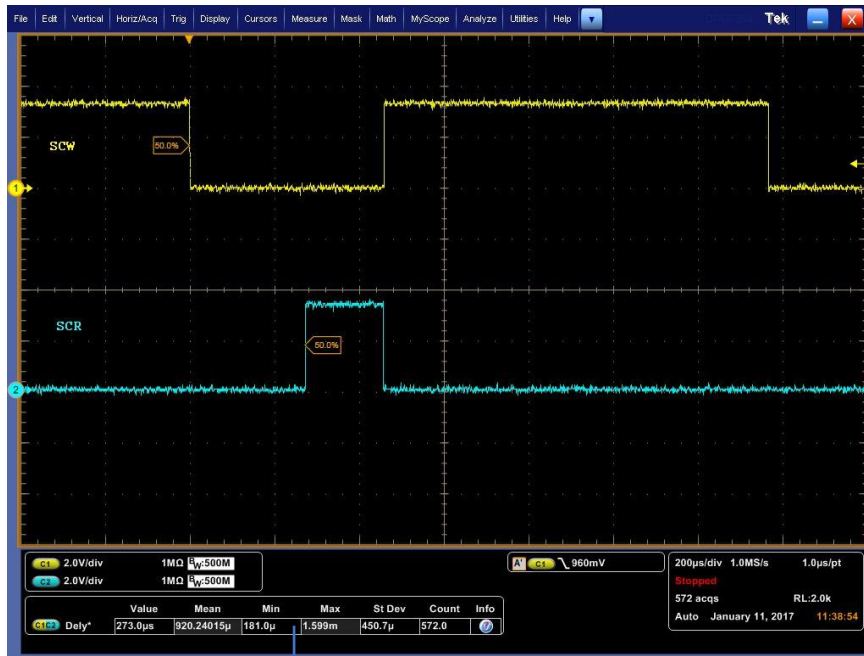 File Edit Vertical Horiz/Acq Trig Display Cursors Measure Mask Math MyScope Analyze Utilities Help Tek
SCW
50.0%
1
SCR
50.0%
2
C1 2.0V/div 1MΩ BW:500M
C2 2.0V/div 1MΩ BW:500M
A' C1 960mV
200µs/div 1.0MS/s 1.0µs/pt
Stopped
572 acqs RL:2.0k
Auto January 11, 2017 11:38:54
Value Mean Min Max St Dev Count Info
C1C2 Dely* 273.0µs 920.24015µ 181.0µ 1.599m 450.7µ 572.0